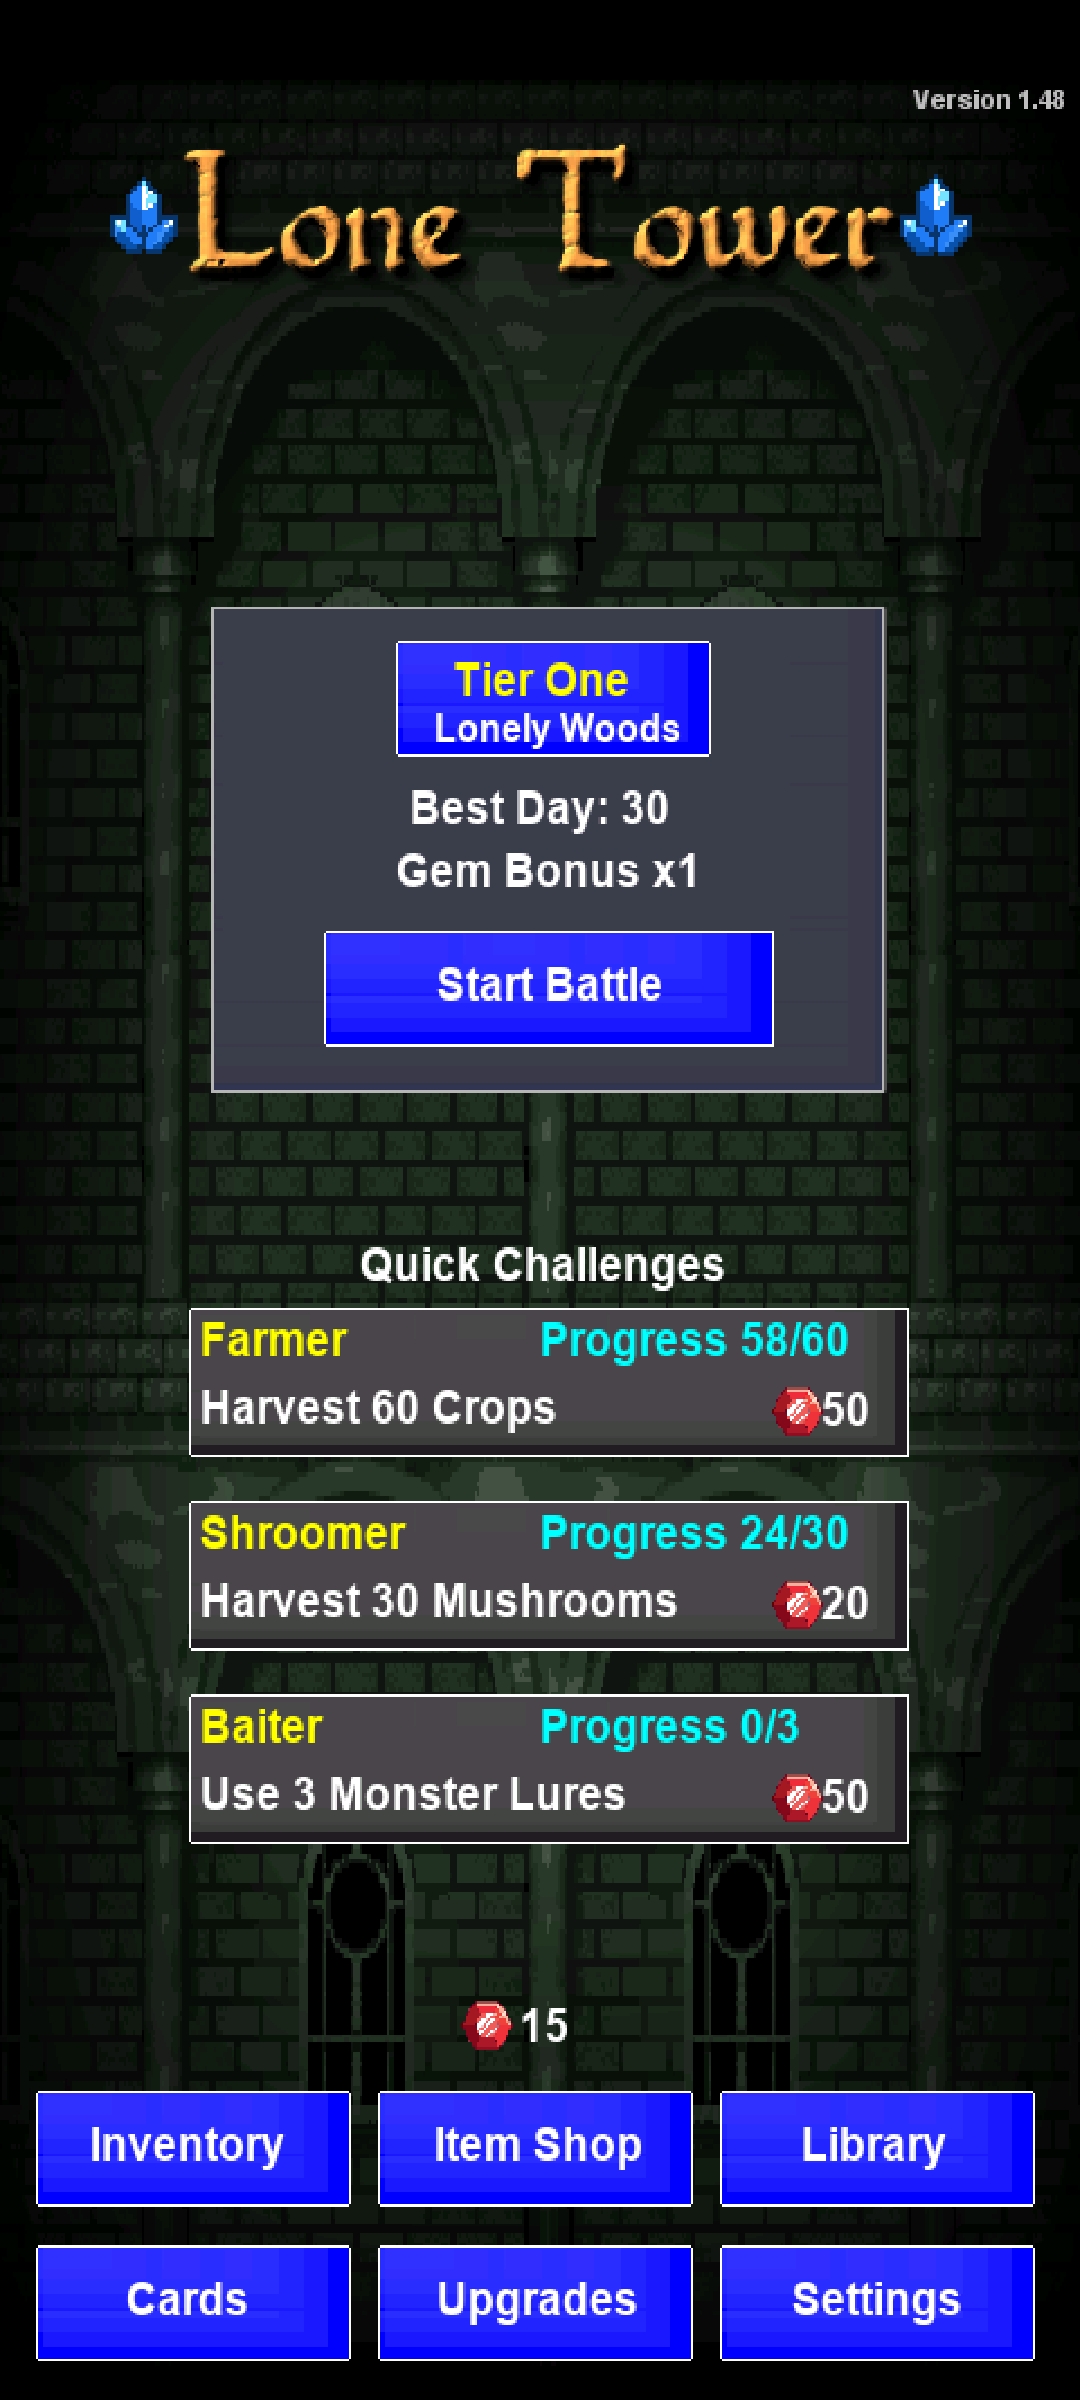 Version 1.48
Lone Tower
Tier One
Lonely Woods
Best Day: 30
Gem Bonus x1
Start Battle
Quick Challenges
Farmer Progress 58/60
Harvest 60 Crops 50
Shroomer Progress 24/30
Harvest 30 Mushrooms 20
Baiter Progress 0/3
Use 3 Monster Lures 50
15
Inventory Item Shop Library
Cards Upgrades Settings